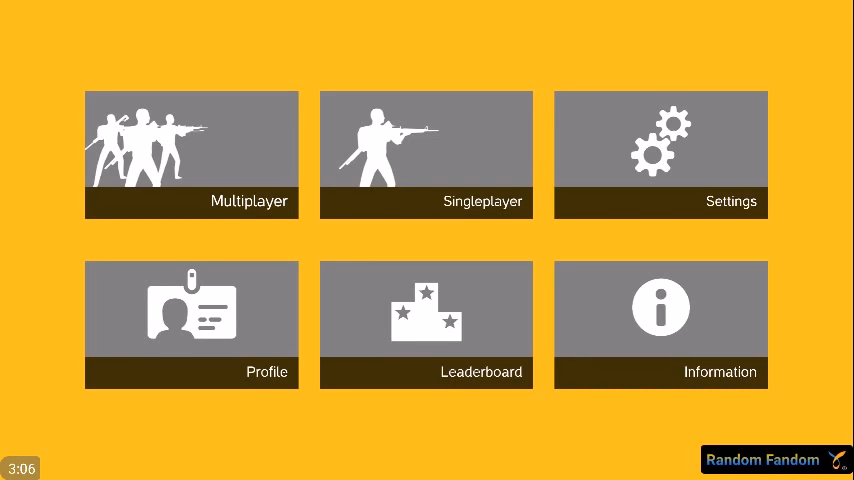 Multiplayer
Singleplayer
Settings
Profile
Leaderboard
Information
3:06
Random Fandom